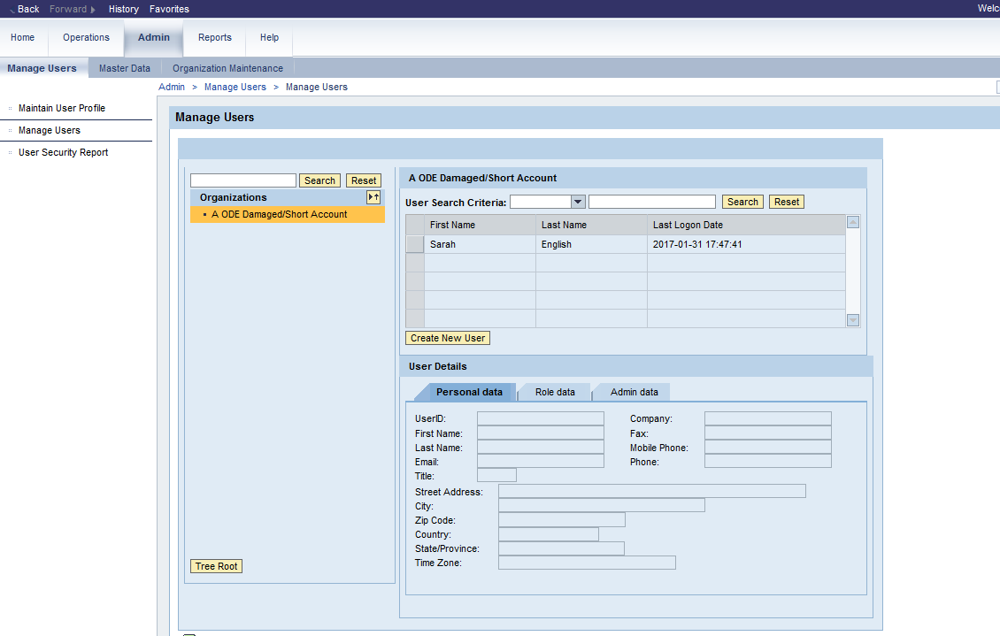 Back Forward History Favorites Welc
Home Operations Admin Reports Help
Manage Users Master Data Organization Maintenance
Admin > Manage Users > Manage Users
Maintain User Profile
Manage Users
User Security Report
Manage Users
Search Reset
Organizations
A ODE Damaged/Short Account
Tree Root
A ODE Damaged/Short Account
User Search Criteria: Search Reset
First Name Last Name Last Logon Date
Sarah English 2017-01-31 17:47:41
Create New User
User Details
Personal data Role data Admin data
UserID: Company:
First Name: Fax:
Last Name: Mobile Phone:
Email: Phone:
Title:
Street Address:
City:
Zip Code:
Country:
State/Province:
Time Zone: